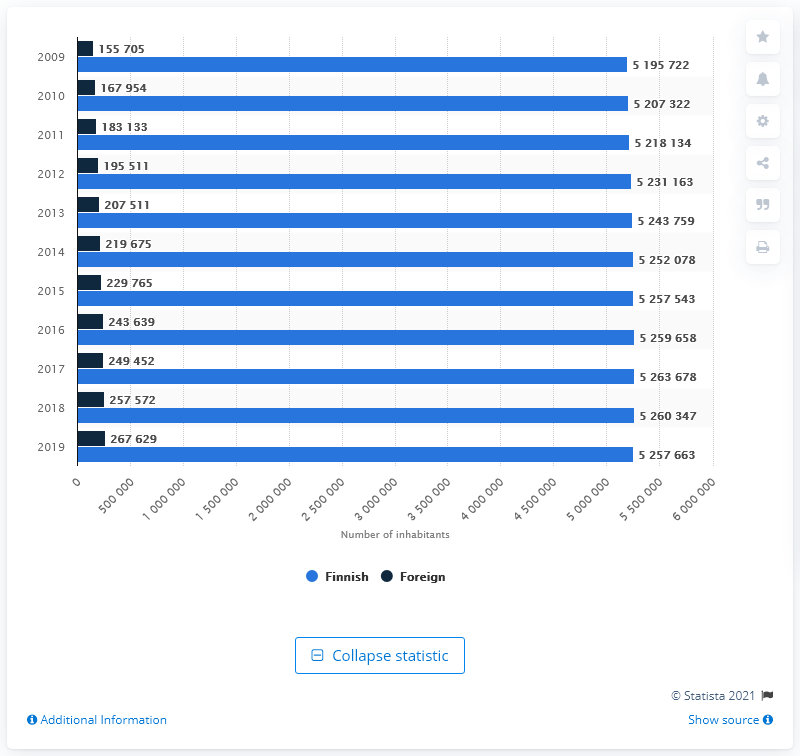 155 705
2009
5 195 722
167 954
2010
5 207 322
183 133
2011
5 218 134
195 511
2012
5 231 163
207 511
2013
5 243 759
219 675
2014
5 252 078
229 765
2015
5 257 543
243 639
2016
5 259 658
249 452
2017
5 263 678
257 572
2018
5 260 347
267 629
2019
5 257 663
0 500 000 1 000 000 1 500 000 2 000 000 2 500 000 3 000 000 3 500 000 4 000 000 4 500 000 5 000 000 5 500 000 6 000 000
Number of inhabitants
Finnish Foreign
Collapse statistic
© Statista 2021
Additional Information Show source